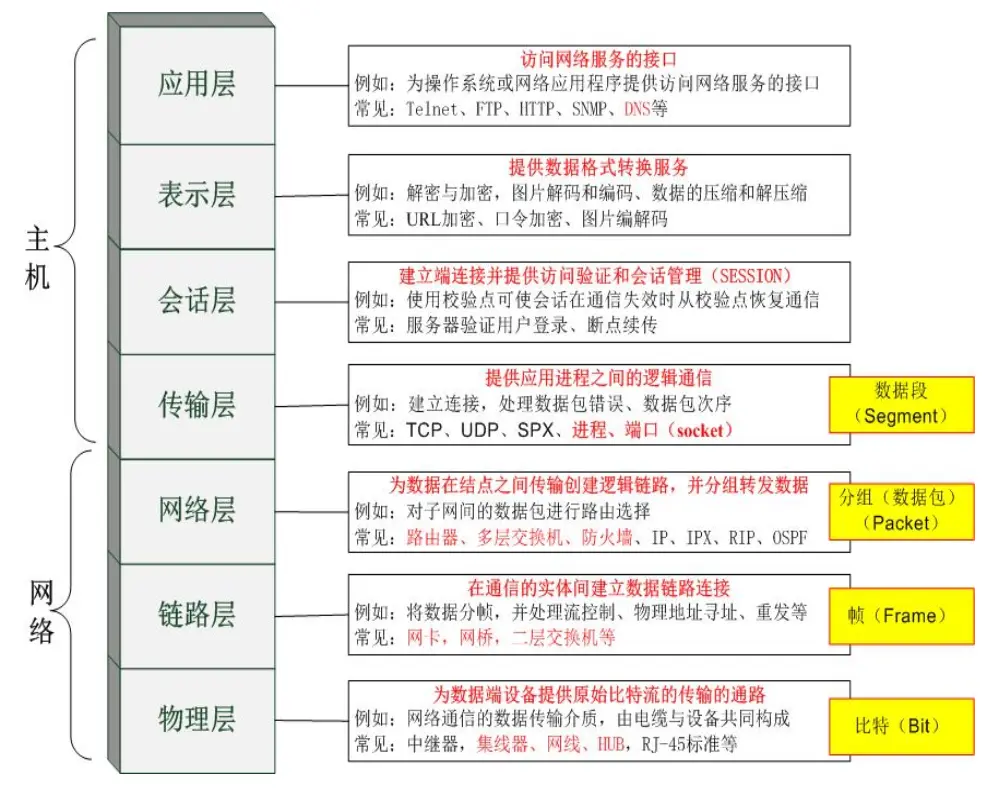 主机
应用层
访问网络服务的接口
例如：为操作系统或网络应用程序提供访问网络服务的接口
常见：Telnet、FTP、HTTP、SNMP、DNS等
表示层
提供数据格式转换服务
例如：解密与加密，图片解码和编码、数据的压缩和解压缩
常见：URL加密、口令加密、图片编解码
会话层
建立端连接并提供访问验证和会话管理（SESSION）
例如：使用校验点可使会话在通信失效时从校验点恢复通信
常见：服务器验证用户登录、断点续传
传输层
提供应用进程之间的逻辑通信
例如：建立连接，处理数据包错误、数据包次序
常见：TCP、UDP、SPX、进程、端口（socket）
数据段
（Segment）
网络
网络层
为数据在结点之间传输创建逻辑链路，并分组转发数据
例如：对子网间的数据包进行路由选择
常见：路由器、多层交换机、防火墙、IP、IPX、RIP、OSPF
分组（数据包）
（Packet）
链路层
在通信的实体间建立数据链路连接
例如：将数据分帧，并处理流控制、物理地址寻址、重发等
常见：网卡，网桥，二层交换机等
帧（Frame）
物理层
为数据端设备提供原始比特流的传输的通路
例如：网络通信的数据传输介质，由电缆与设备共同构成
常见：中继器，集线器、网线、HUB，RJ-45标准等
比特（Bit）